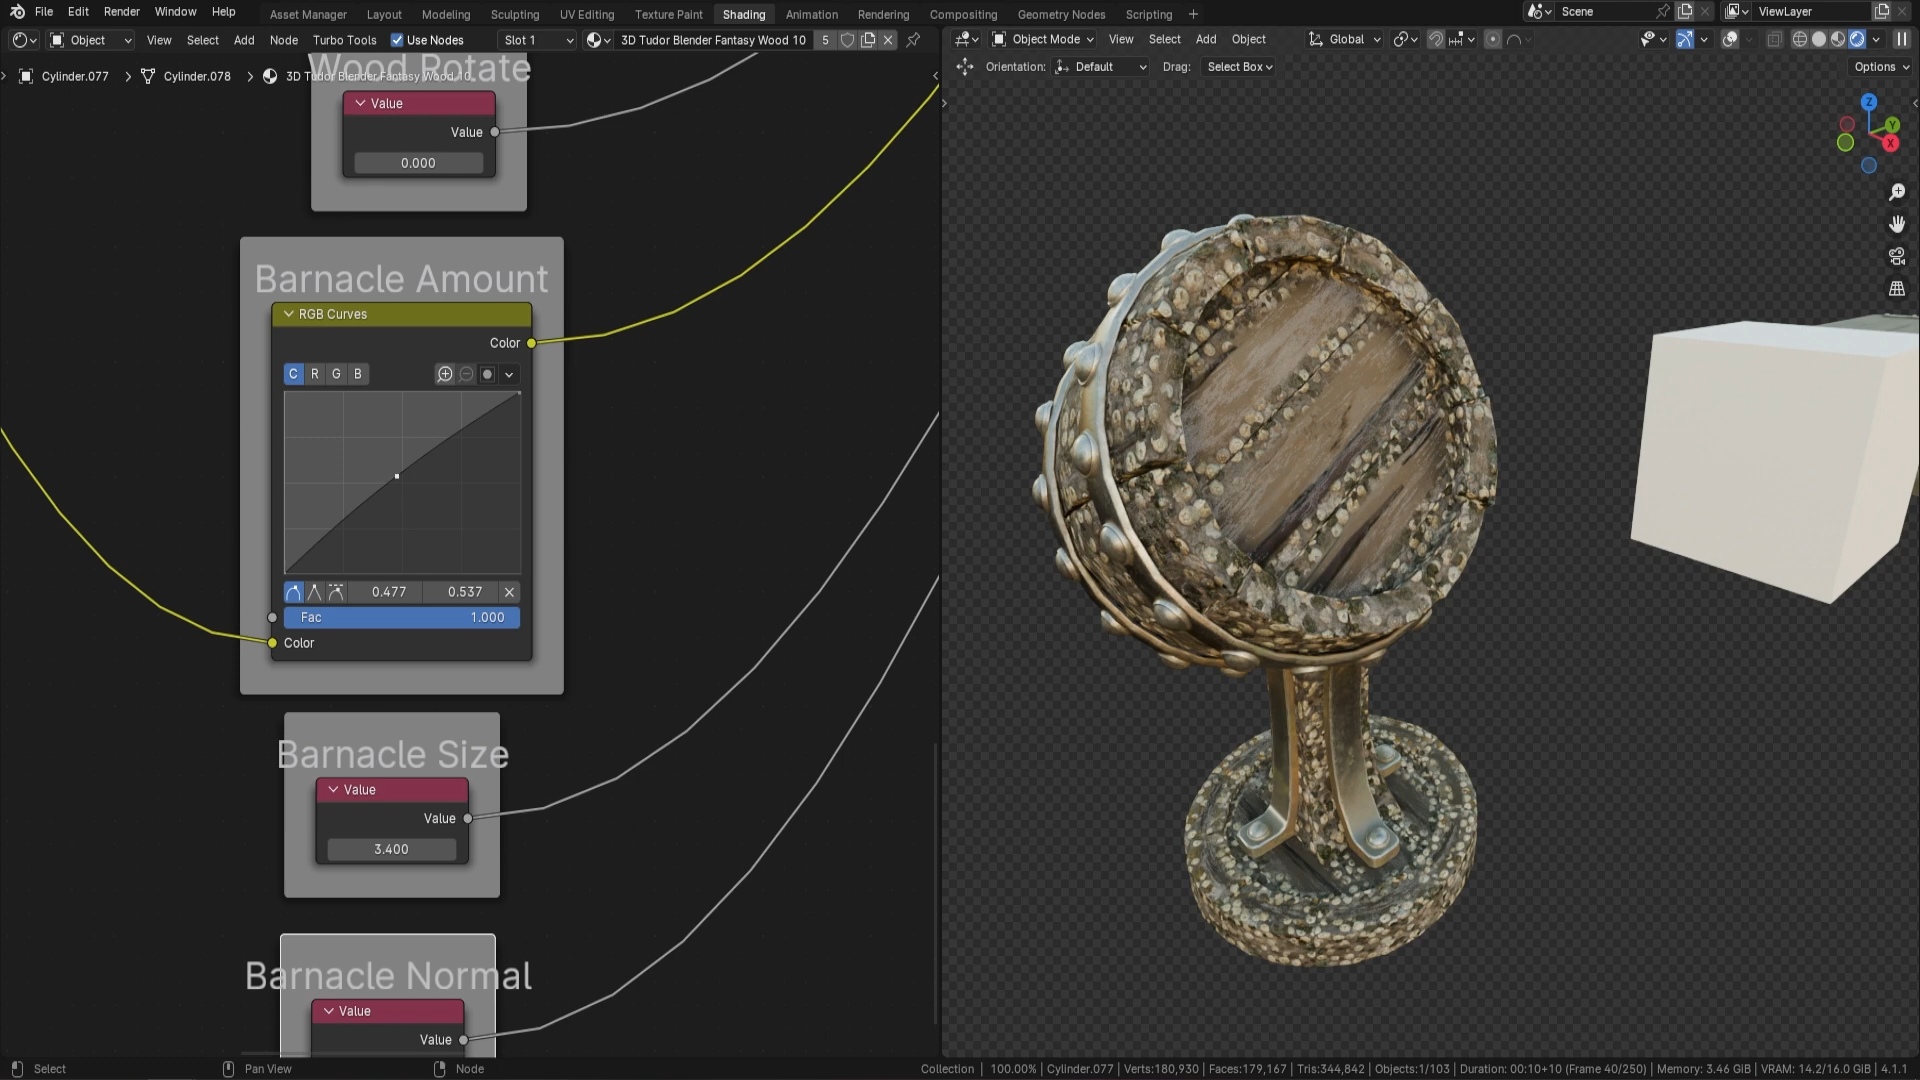 File Edit Render Window Help Asset Manager Layout Modeling Sculpting UV Editing Texture Paint Shading Animation Rendering Compositing Geometry Nodes Scripting + Scene ViewLayer
Object View Select Add Node Turbo Tools Use Nodes Slot 1 3D Tudor Blender Fantasy Wood 10 5
Object Mode View Select Add Object Global
Orientation: Default Drag: Select Box Options
Cylinder.077 > Cylinder.078 > 3D Tudor Blender Fantasy Wood 10
Wood Rotate
Value
Value
0.000
Barnacle Amount
RGB Curves
Color
C R G B
0.477 0.537
Fac 1.000
Color
Barnacle Size
Value
Value
3.400
Barnacle Normal
Value
Value
Z
Y
X
Select Pan View Node
Collection | 100.00% | Cylinder.077 | Verts:180,930 | Faces:179,167 | Tris:344,842 | Objects:1/103 | Duration: 00:10+10 (Frame 40/250) | Memory: 3.46 GiB | VRAM: 14.2/16.0 GiB | 4.1.1